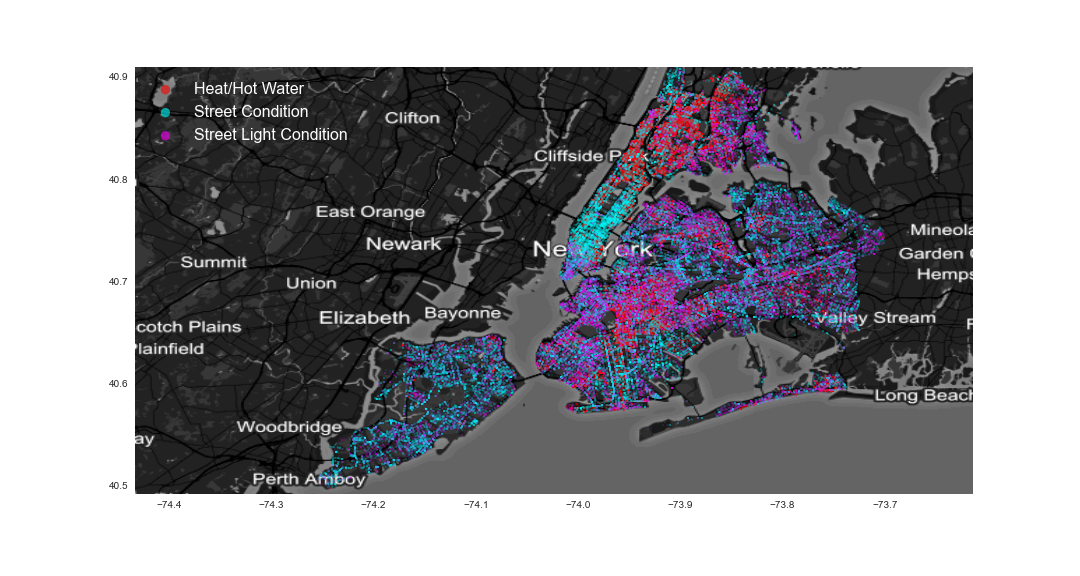 Heat/Hot Water
Street Condition
Street Light Condition
Clifton
Cliffside P
East Orange
Newark
New York
Summit
Union
Elizabeth
Bayonne
cotch Plains
lainfield
Woodbridge
ay
Perth Amboy
Mineola
Garden
Hemps
Valley Stream
F
Long Beach
40.9
40.8
40.7
40.6
40.5
−74.4
−74.3
−74.2
−74.1
−74.0
−73.9
−73.8
−73.7